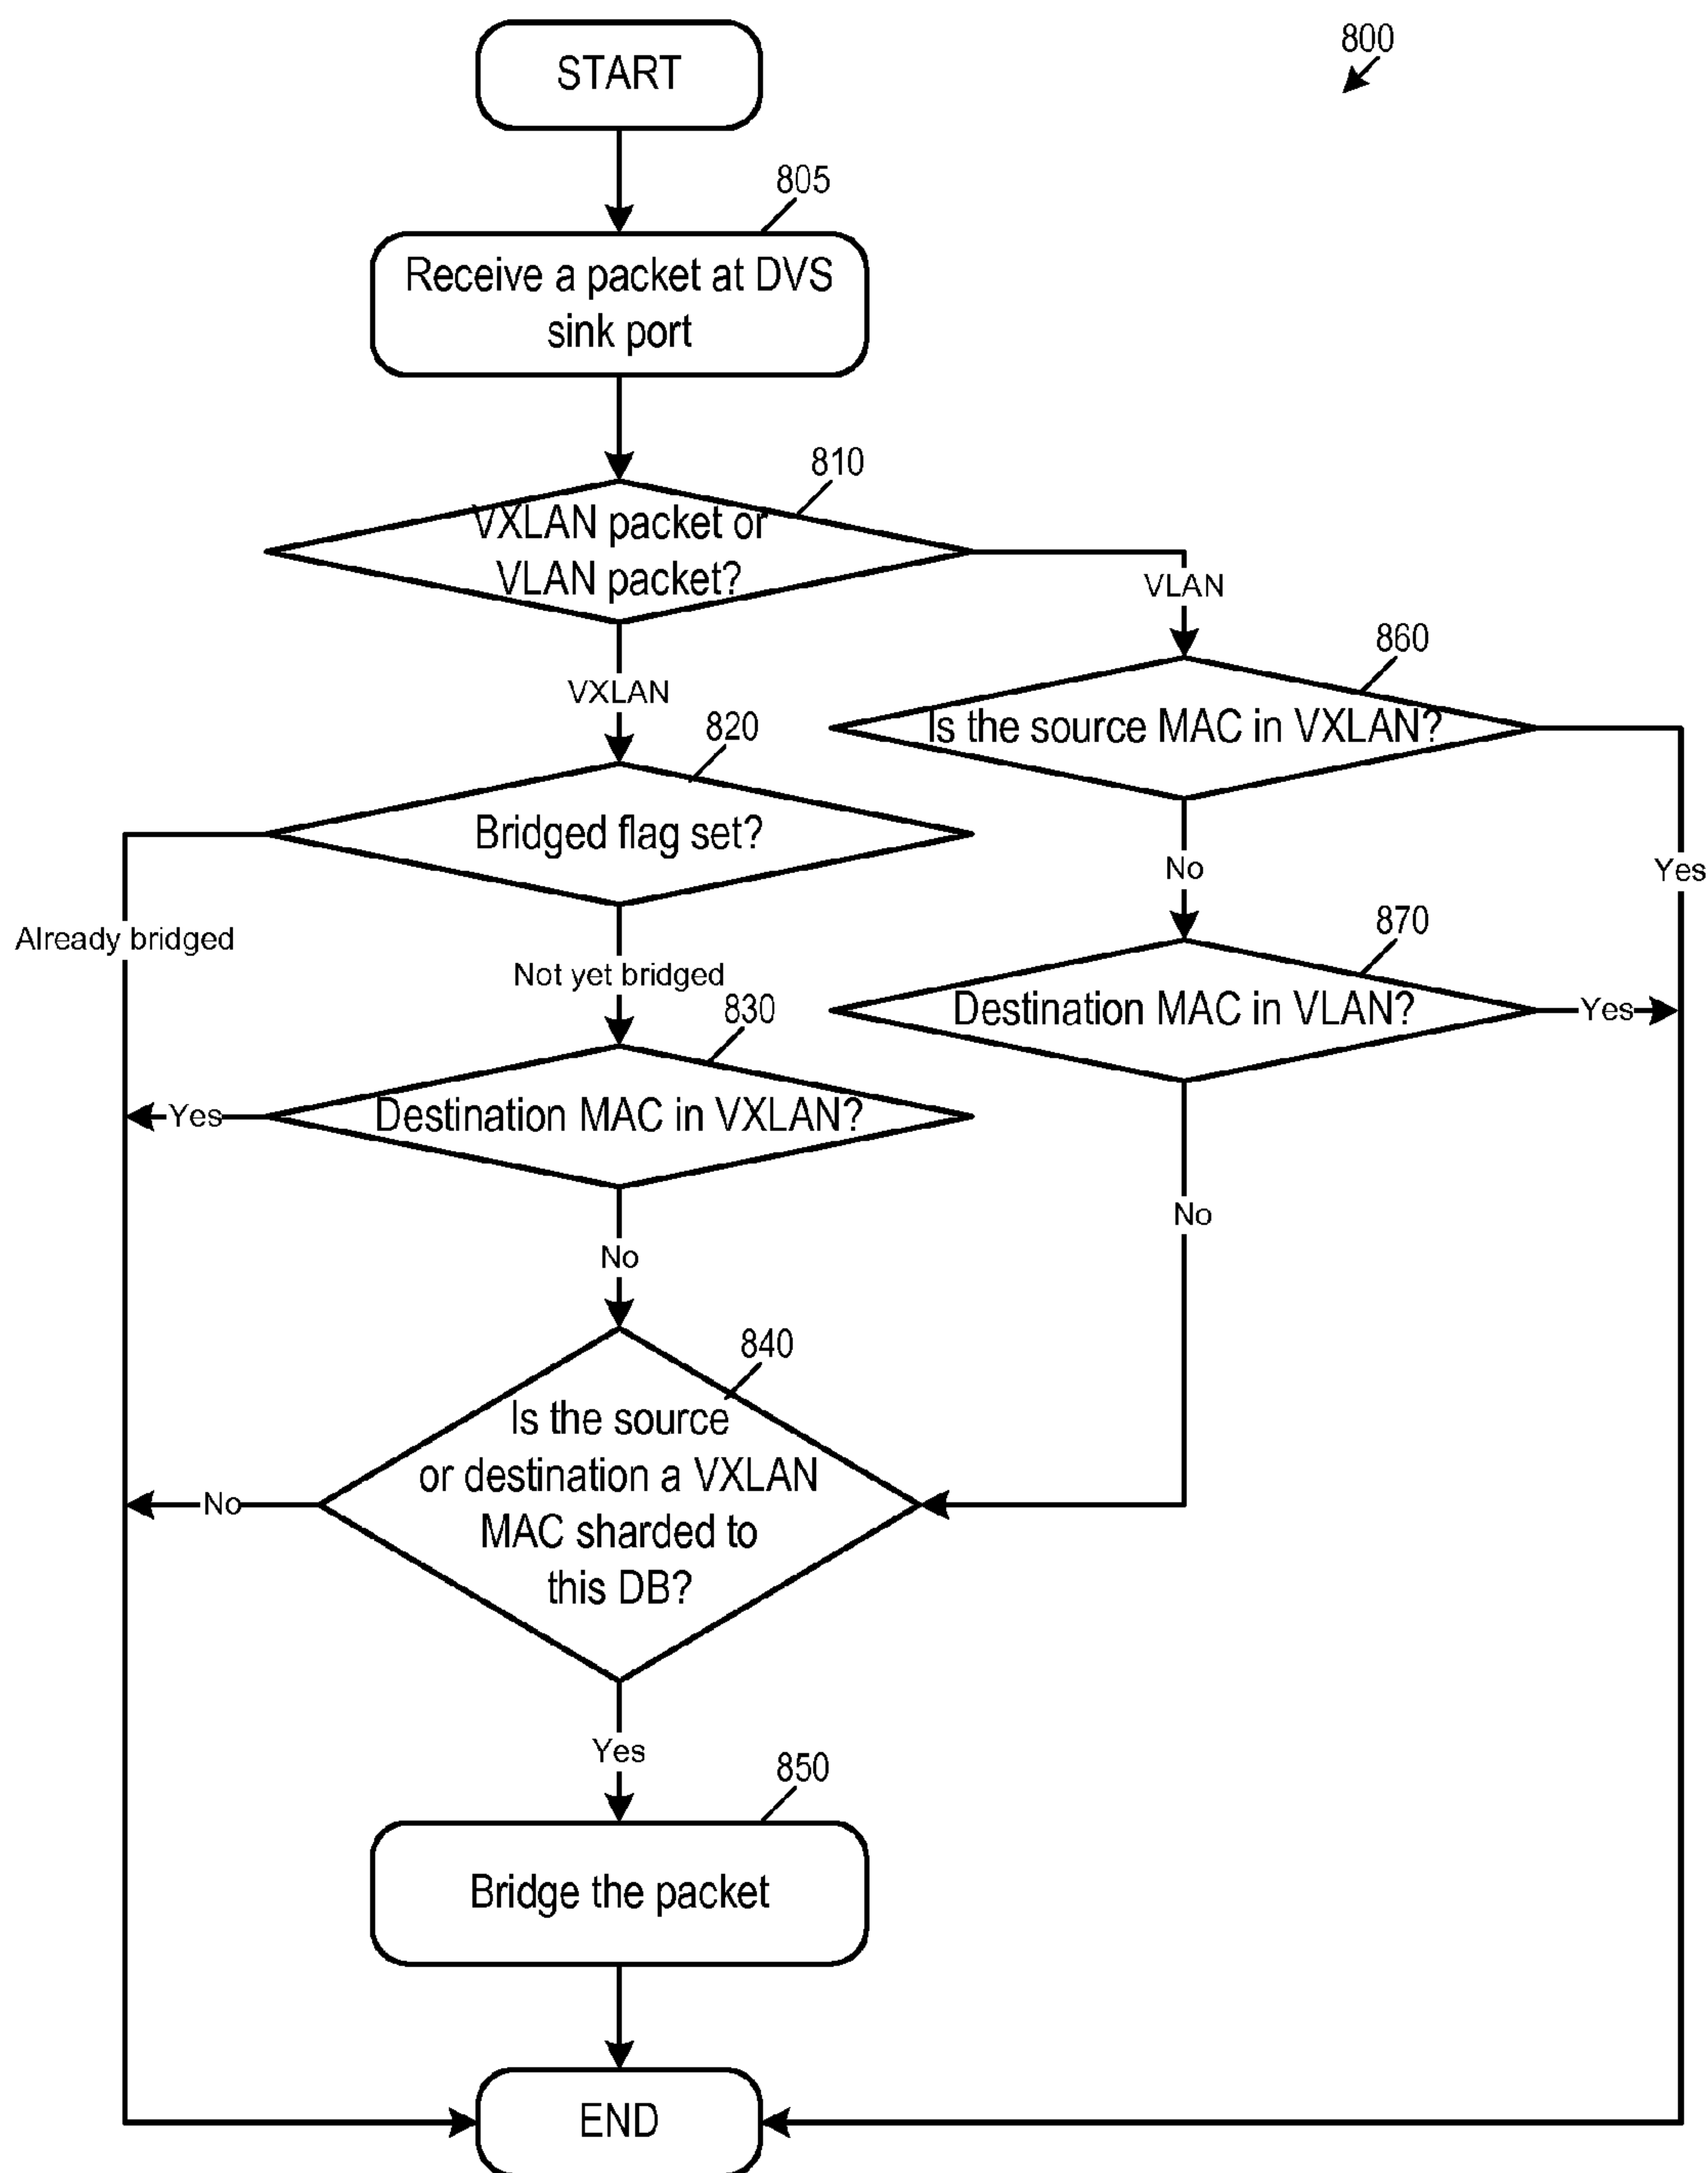 800
START
805
Receive a packet at DVS
sink port
810
VXLAN packet or
VLAN packet?
VLAN
860
Is the source MAC in VXLAN?
VXLAN
820
Bridged flag set?
No
Yes
Already bridged
870
Destination MAC in VLAN?
Yes
Not yet bridged
830
Destination MAC in VXLAN?
Yes
No
No
840
Is the source
or destination a VXLAN
MAC sharded to
this DB?
No
Yes
850
Bridge the packet
END